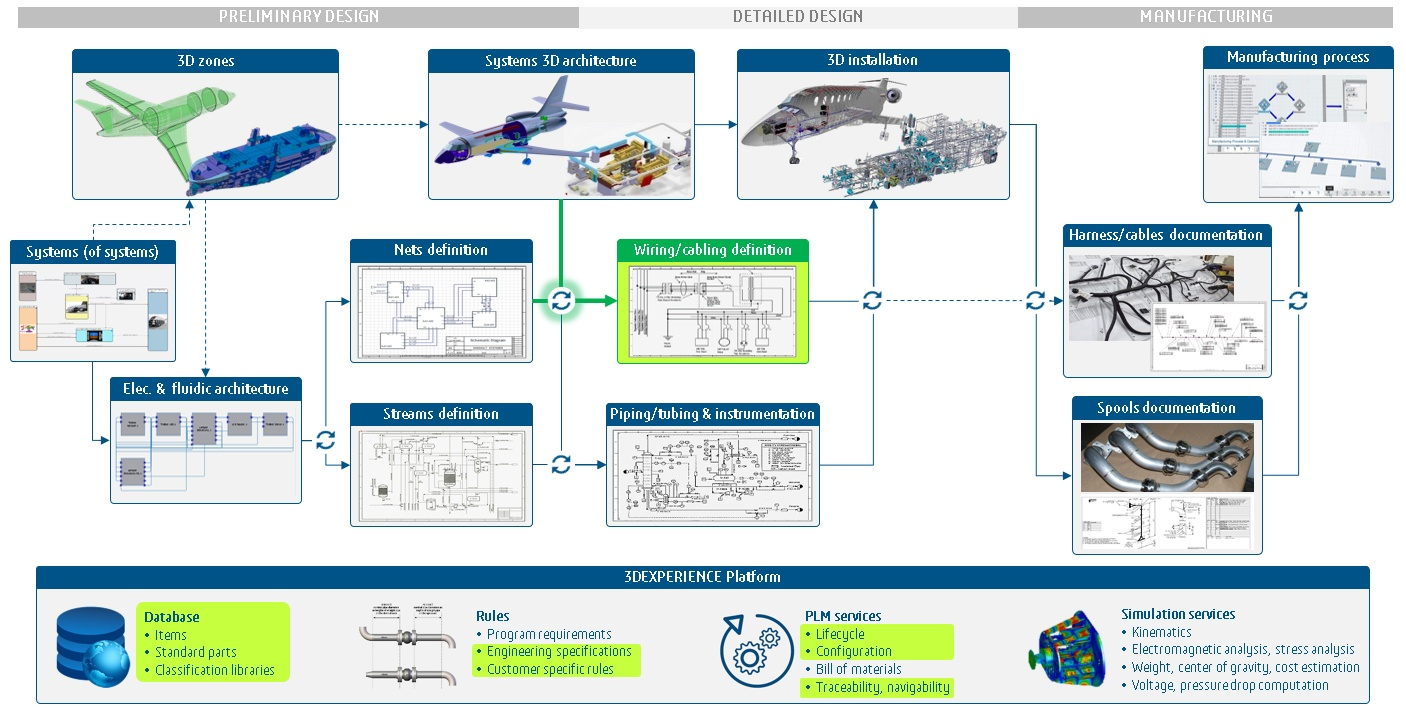 PRELIMINARY DESIGN
DETAILED DESIGN
MANUFACTURING
3D zones
Systems 3D architecture
3D installation
Manufacturing process
Systems (of systems)
Nets definition
Wiring/cabling definition
Harness/cables documentation
Elec. & fluidic architecture
Streams definition
Piping/tubing & instrumentation
Spools documentation
3DEXPERIENCE Platform
Database
• Items
• Standard parts
• Classification libraries
Rules
• Program requirements
• Engineering specifications
• Customer specific rules
PLM services
• Lifecycle
• Configuration
• Bill of materials
• Traceability, navigability
Simulation services
• Kinematics
• Electromagnetic analysis, stress analysis
• Weight, center of gravity, cost estimation
• Voltage, pressure drop computation